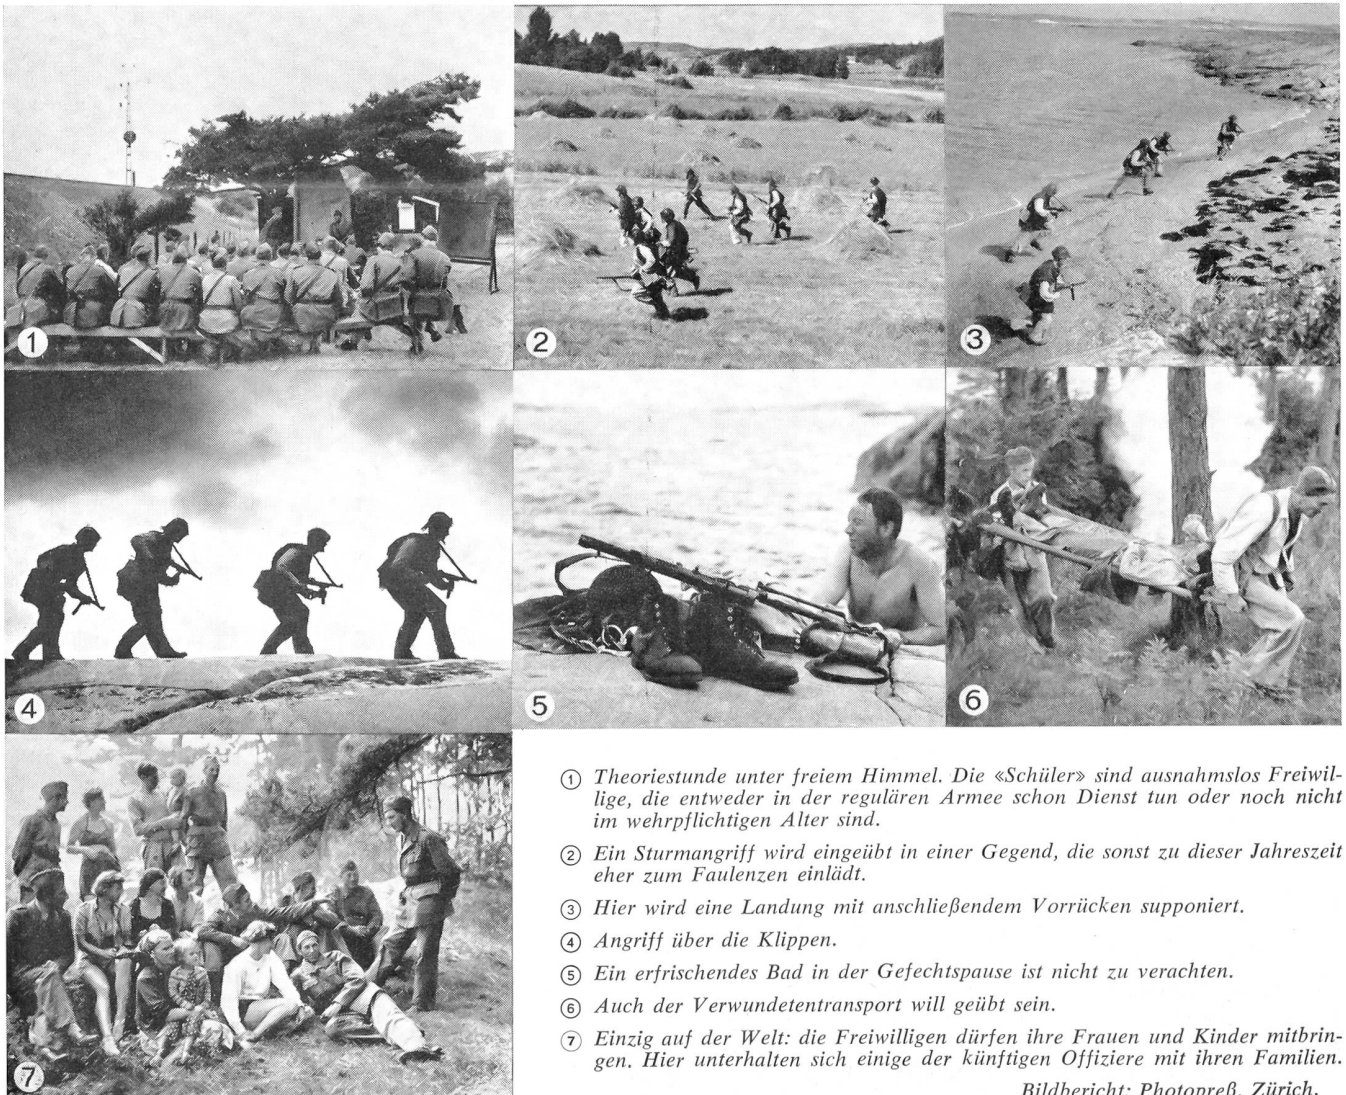 1
2
3
4
5
6
7
① Theoriestunde unter freiem Himmel. Die «Schüler» sind ausnahmslos Freiwil-
lige, die entweder in der regulären Armee schon Dienst tun oder noch nicht
im wehrpflichtigen Alter sind.
② Ein Sturmangriff wird eingeübt in einer Gegend, die sonst zu dieser Jahreszeit
eher zum Faulenzen einlädt.
③ Hier wird eine Landung mit anschließendem Vorrücken supponiert.
④ Angriff über die Klippen.
⑤ Ein erfrischendes Bad in der Gefechtspause ist nicht zu verachten.
⑥ Auch der Verwundetentransport will geübt sein.
⑦ Einzig auf der Welt: die Freiwilligen dürfen ihre Frauen und Kinder mitbrin-
gen. Hier unterhalten sich einige der künftigen Offiziere mit ihren Familien.
Bildbericht: Photopreß, Zürich.